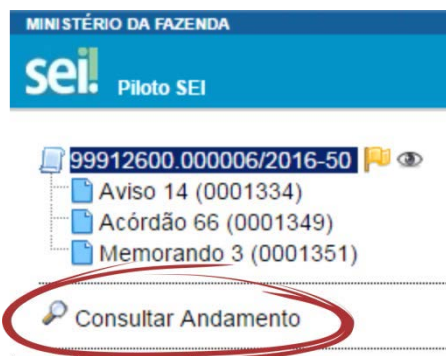 MINISTÉRIO DA FAZENDA
sei! Piloto SEI
99912600.000006/2016-50
Aviso 14 (0001334)
Acórdão 66 (0001349)
Memorando 3 (0001351)
Consultar Andamento